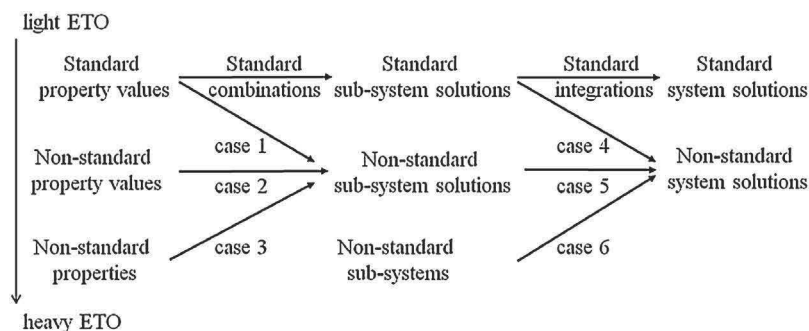 light ETO
Standard property values
Standard combinations
Standard sub-system solutions
Standard integrations
Standard system solutions
case 1
case 4
Non-standard property values
case 2
Non-standard sub-system solutions
case 5
Non-standard system solutions
Non-standard properties
case 3
Non-standard sub-systems
case 6
heavy ETO